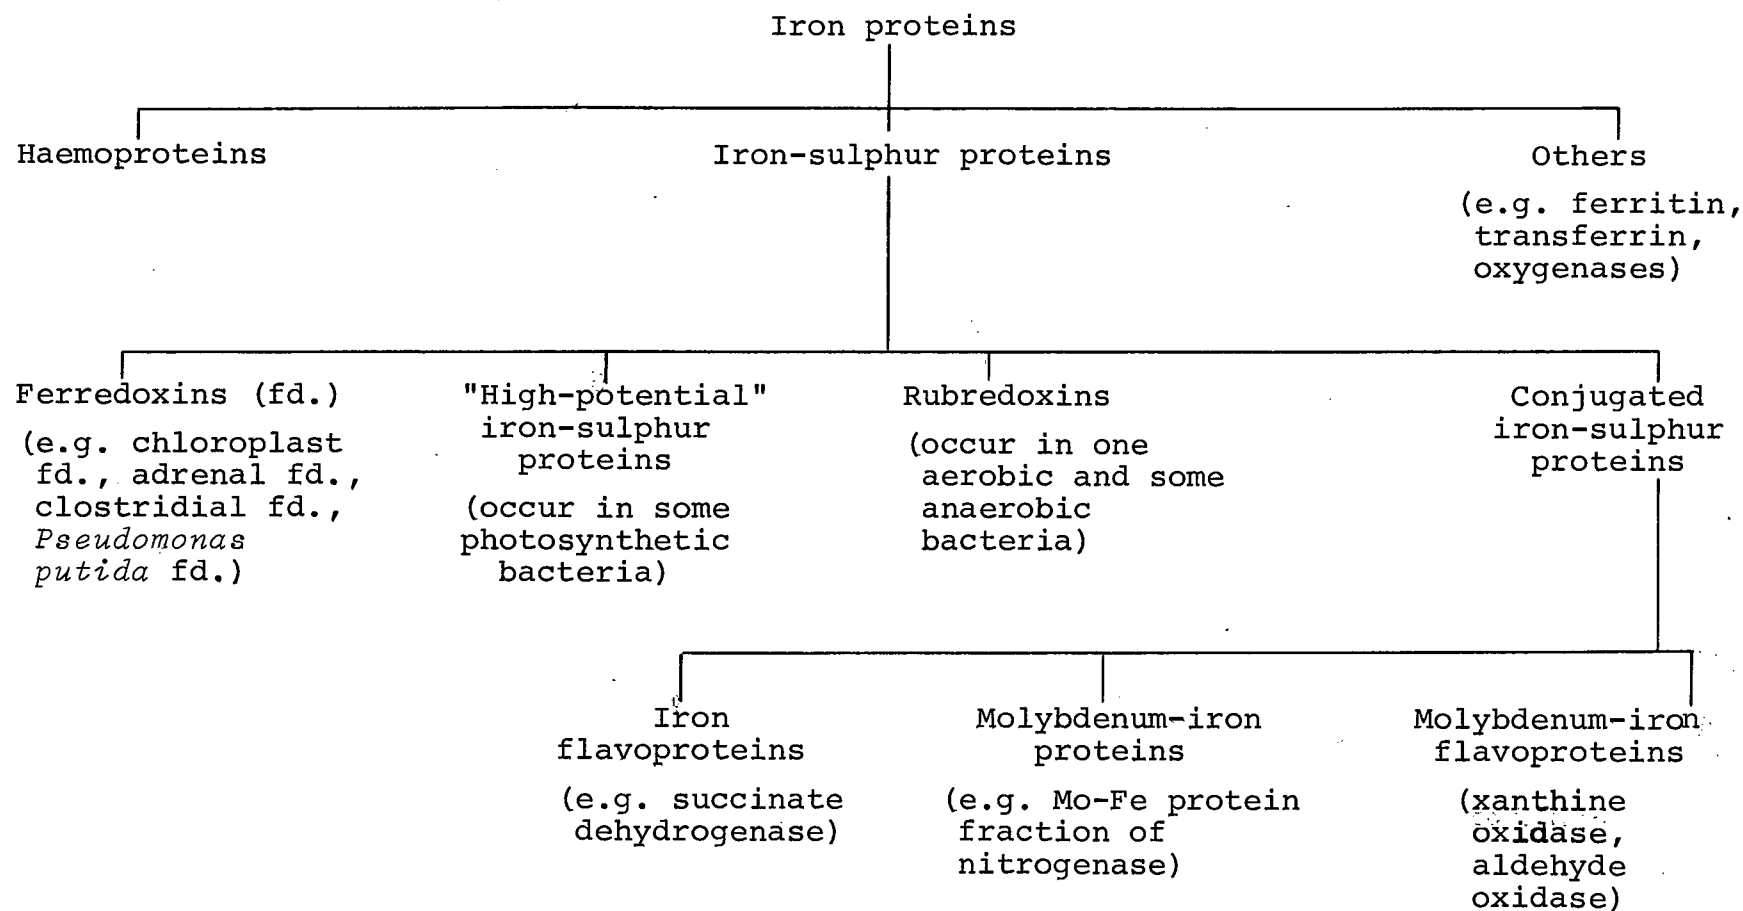 Iron proteins
Haemoproteins
Iron-sulphur proteins
Others
(e.g. ferritin,
transferrin,
oxygenases)
Ferredoxins (fd.)
(e.g. chloroplast
fd., adrenal fd.,
clostridial fd.,
Pseudomonas
putida fd.)
"High-potential"
iron-sulphur
proteins
(occur in some
photosynthetic
bacteria)
Rubredoxins
(occur in one
aerobic and some
anaerobic
bacteria)
Conjugated
iron-sulphur
proteins
Iron
flavoproteins
(e.g. succinate
dehydrogenase)
Molybdenum-iron
proteins
(e.g. Mo-Fe protein
fraction of
nitrogenase)
Molybdenum-iron
flavoproteins
(xanthine
oxidase,
aldehyde
oxidase)